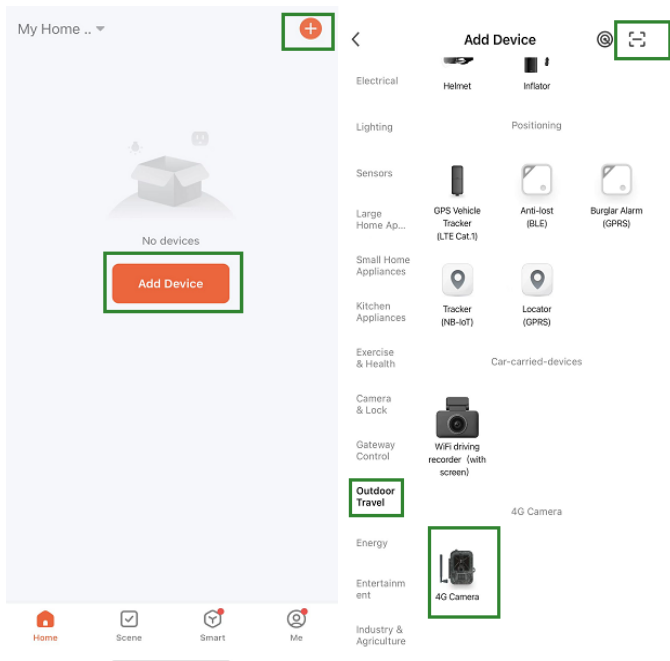 My Home ..
No devices
Add Device
Home
Scene
Smart
Me
Add Device
Electrical
Lighting
Sensors
Large
Home Ap...
Small Home
Appliances
Kitchen
Appliances
Exercise
& Health
Camera
& Lock
Gateway
Control
Outdoor
Travel
Energy
Entertainm
ent
Industry &
Agriculture
Helmet
Inflator
Positioning
GPS Vehicle
Tracker
(LTE Cat.1)
Anti-lost
(BLE)
Burglar Alarm
(GPRS)
Tracker
(NB-IoT)
Locator
(GPRS)
Car-carried-devices
WiFi driving
recorder (with
screen)
4G Camera
4G Camera